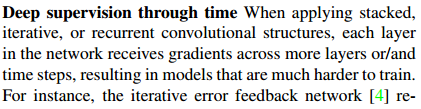 Deep supervision through time When applying stacked,
iterative, or recurrent convolutional structures, each layer
in the network receives gradients across more layers or/and
time steps, resulting in models that are much harder to train.
For instance, the iterative error feedback network [4] re-